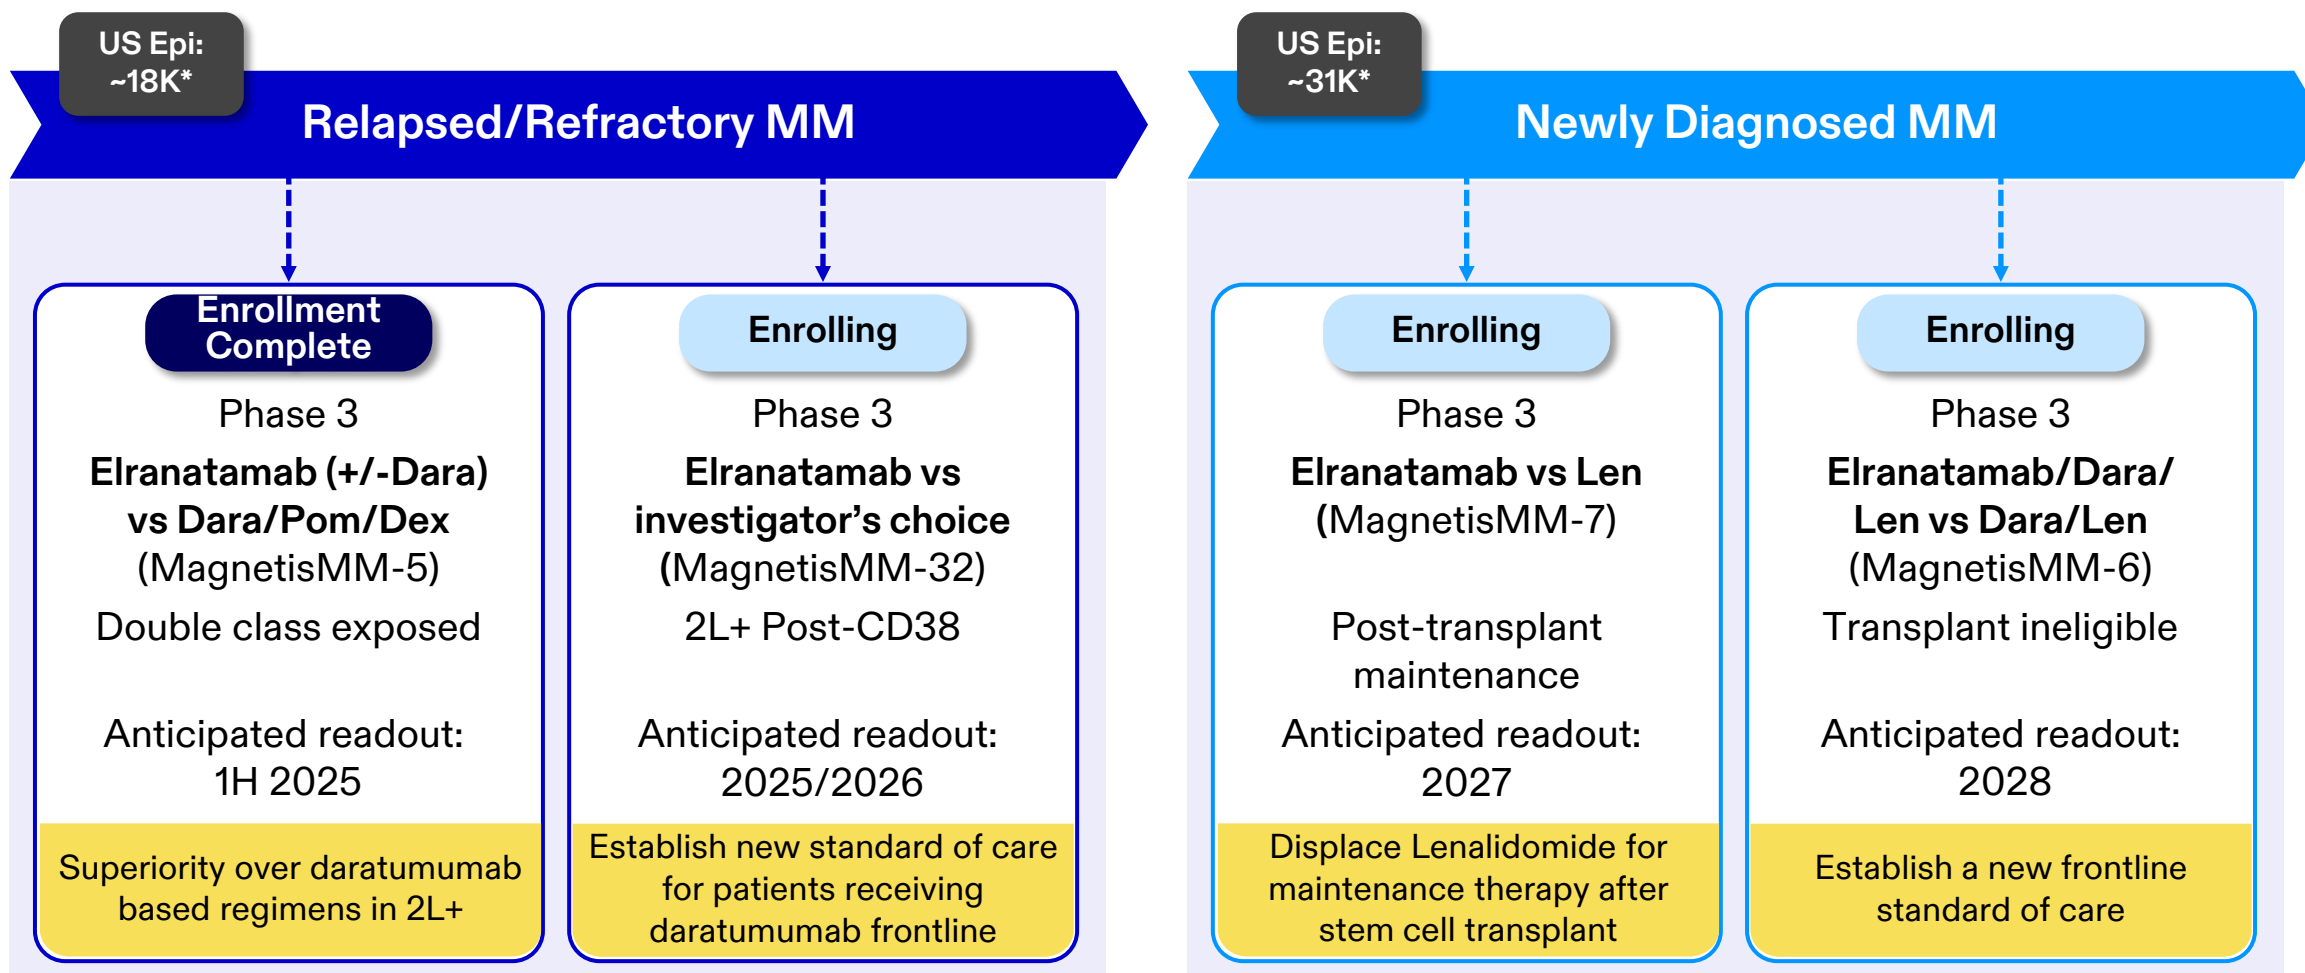 US Epi:
~18K*
Relapsed/Refractory MM
Enrollment
Complete
Phase 3
Elranatamab (+/-Dara)
vs Dara/Pom/Dex
(MagnetisMM-5)
Double class exposed
Anticipated readout:
1H 2025
Superiority over daratumumab
based regimens in 2L+
Enrolling
Phase 3
Elranatamab vs
investigator’s choice
(MagnetisMM-32)
2L+ Post-CD38
Anticipated readout:
2025/2026
Establish new standard of care
for patients receiving
daratumumab frontline
US Epi:
~31K*
Newly Diagnosed MM
Enrolling
Phase 3
Elranatamab vs Len
(MagnetisMM-7)
Post-transplant
maintenance
Anticipated readout:
2027
Displace Lenalidomide for
maintenance therapy after
stem cell transplant
Enrolling
Phase 3
Elranatamab/Dara/
Len vs Dara/Len
(MagnetisMM-6)
Transplant ineligible
Anticipated readout:
2028
Establish a new frontline
standard of care